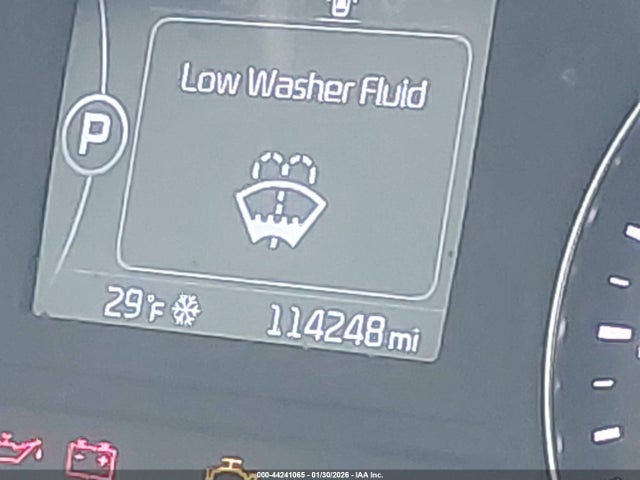 Low Washer Fluid
P
29°F 114248 mi
000-44241065 - 01/30/2026 - IAA Inc.